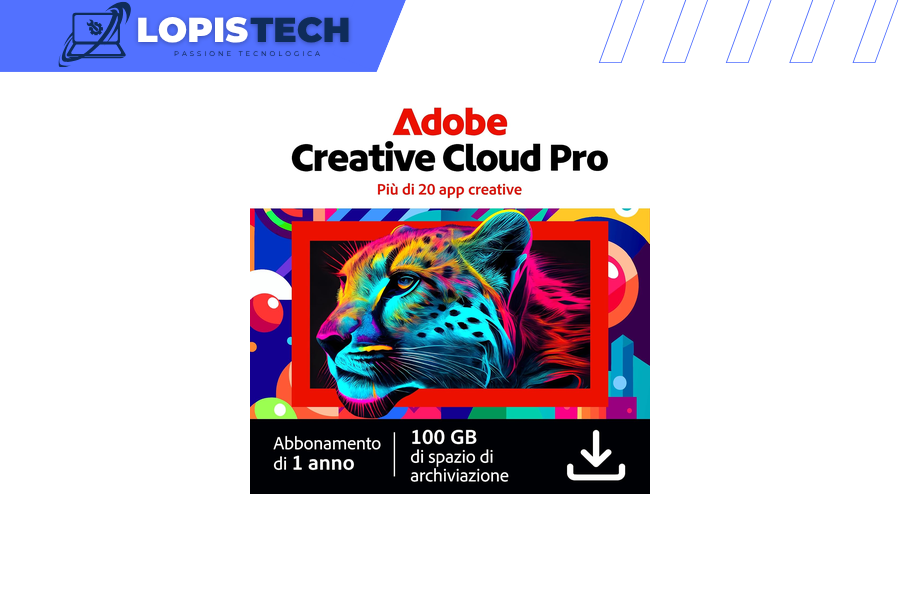 LOPISTECH
PASSIONE TECNOLOGICA
Adobe
Creative Cloud Pro
Più di 20 app creative
Abbonamento
di 1 anno
100 GB
di spazio di
archiviazione